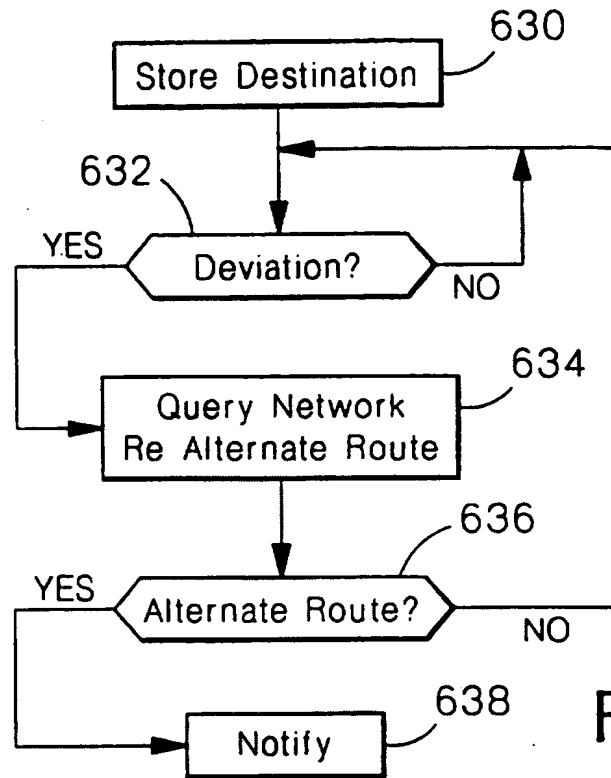 630
Store Destination
632
YES
Deviation?
NO
634
Query Network
Re Alternate Route
636
YES
Alternate Route?
NO
638
Notify
F